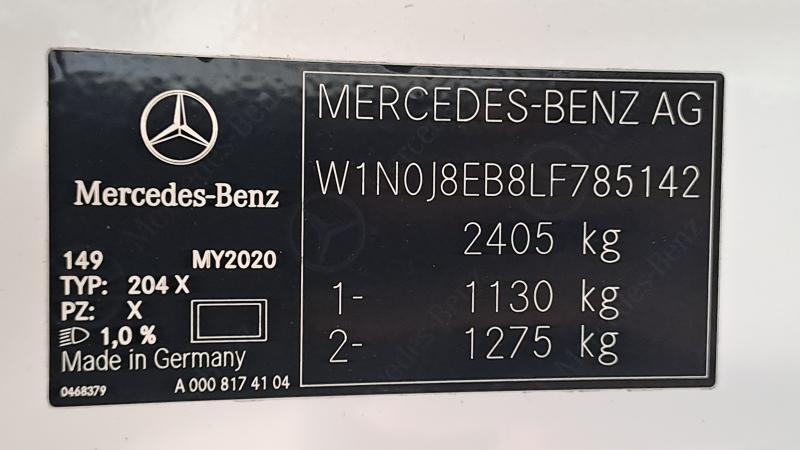 Mercedes-Benz
149 MY2020
TYP: 204 X
PZ: X
1,0 %
Made in Germany
0468379 A 000 817 41 04
MERCEDES-BENZ AG
W1N0J8EB8LF785142
2405 kg
1- 1130 kg
2- 1275 kg